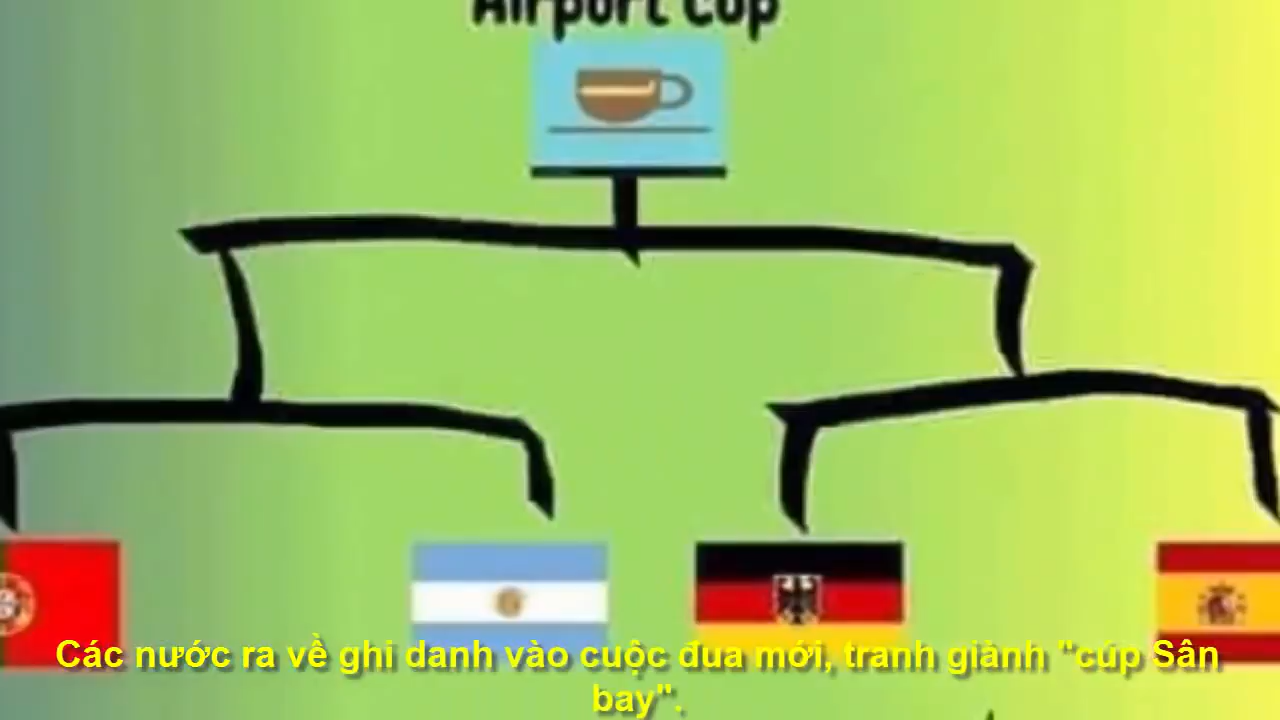 Airport Cup
Các nước ra về ghi danh vào cuộc đua mới, tranh giành "cúp Sân
bay".